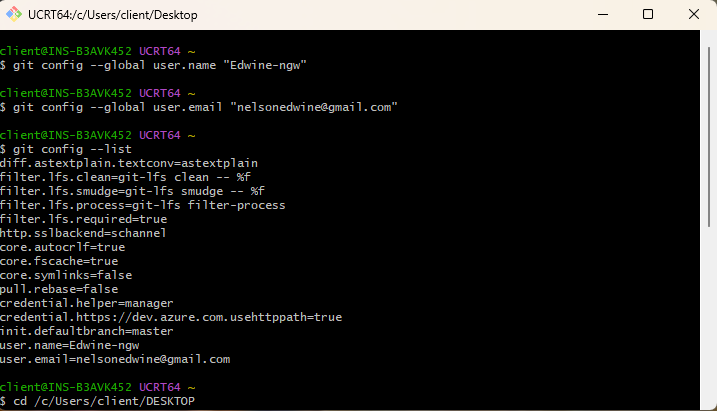 UCRT64:/c/Users/client/Desktop
client@INS-B3AVK452 UCRT64 ~
$ git config --global user.name "Edwine-ngw"
client@INS-B3AVK452 UCRT64 ~
$ git config --global user.email "nelsonedwine@gmail.com"
client@INS-B3AVK452 UCRT64 ~
$ git config --list
diff.astextplain.textconv=astextplain
filter.lfs.clean=git-lfs clean -- %f
filter.lfs.smudge=git-lfs smudge -- %f
filter.lfs.process=git-lfs filter-process
filter.lfs.required=true
http.sslbackend=schannel
core.autocrlf=true
core.fscache=true
core.symlinks=false
pull.rebase=false
credential.helper=manager
credential.https://dev.azure.com.usehttppath=true
init.defaultbranch=master
user.name=Edwine-ngw
user.email=nelsonedwine@gmail.com
client@INS-B3AVK452 UCRT64 ~
$ cd /c/Users/client/DESKTOP